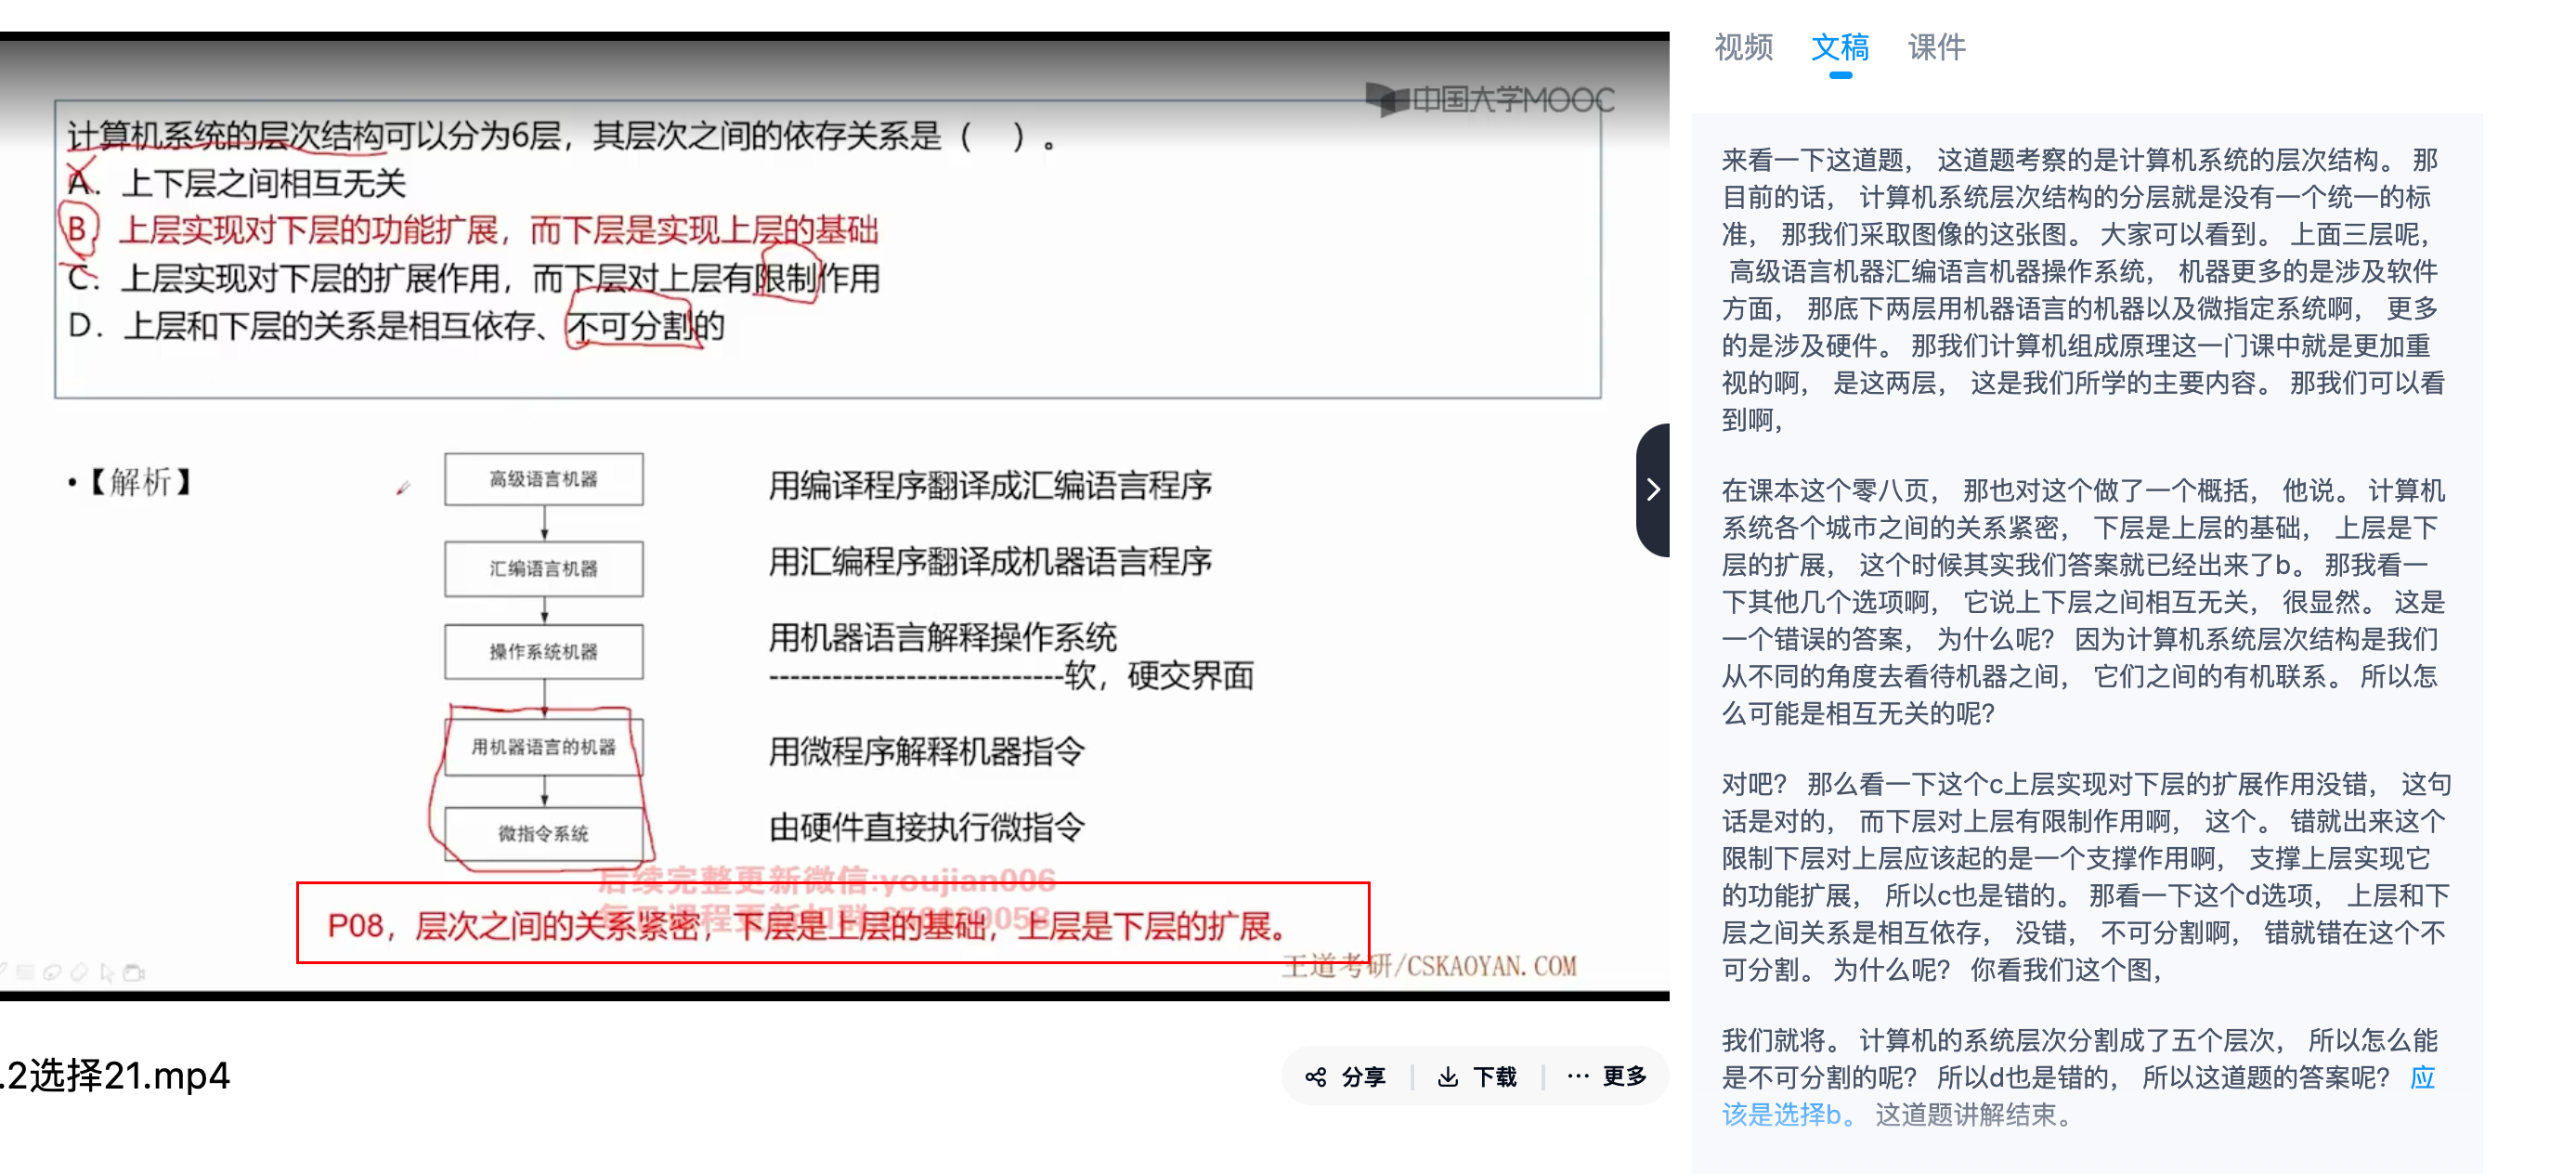 中国大学MOOC
计算机系统的层次结构可以分为6层，其层次之间的依存关系是（　）。
A. 上下层之间相互无关
B 上层实现对下层的功能扩展，而下层是实现上层的基础
C. 上层实现对下层的扩展作用，而下层对上层有限制作用
D. 上层和下层的关系是相互依存、不可分割的
•【解析】
高级语言机器
用编译程序翻译成汇编语言程序
汇编语言机器
用汇编程序翻译成机器语言程序
操作系统机器
用机器语言解释操作系统
----------------------------软，硬交界面
用机器语言的机器
用微程序解释机器指令
微指令系统
由硬件直接执行微指令
后续完整更新微信:youjian006
P08，层次之间的关系紧密，下层是上层的基础，上层是下层的扩展。
王道考研/CSKAOYAN.COM
.2选择21.mp4
分享
下载
更多
视频 文稿 课件
来看一下这道题， 这道题考察的是计算机系统的层次结构。 那
目前的话， 计算机系统层次结构的分层就是没有一个统一的标
准， 那我们采取图像的这张图。 大家可以看到。 上面三层呢，
高级语言机器汇编语言机器操作系统， 机器更多的是涉及软件
方面， 那底下两层用机器语言的机器以及微指定系统啊， 更多
的是涉及硬件。 那我们计算机组成原理这一门课中就是更加重
视的啊， 是这两层， 这是我们所学的主要内容。 那我们可以看
到啊，
在课本这个零八页， 那也对这个做了一个概括， 他说。 计算机
系统各个城市之间的关系紧密， 下层是上层的基础， 上层是下
层的扩展， 这个时候其实我们答案就已经出来了b。 那我看一
下其他几个选项啊， 它说上下层之间相互无关， 很显然。 这是
一个错误的答案， 为什么呢？ 因为计算机系统层次结构是我们
从不同的角度去看待机器之间， 它们之间的有机联系。 所以怎
么可能是相互无关的呢？
对吧？ 那么看一下这个c上层实现对下层的扩展作用没错， 这句
话是对的， 而下层对上层有限制作用啊， 这个。 错就出来这个
限制下层对上层应该起的是一个支撑作用啊， 支撑上层实现它
的功能扩展， 所以c也是错的。 那看一下这个d选项， 上层和下
层之间关系是相互依存， 没错， 不可分割啊， 错就错在这个不
可分割。 为什么呢？ 你看我们这个图，
我们就将。 计算机的系统层次分割成了五个层次， 所以怎么能
是不可分割的呢？ 所以d也是错的， 所以这道题的答案呢？ 应
该是选择b。 这道题讲解结束。